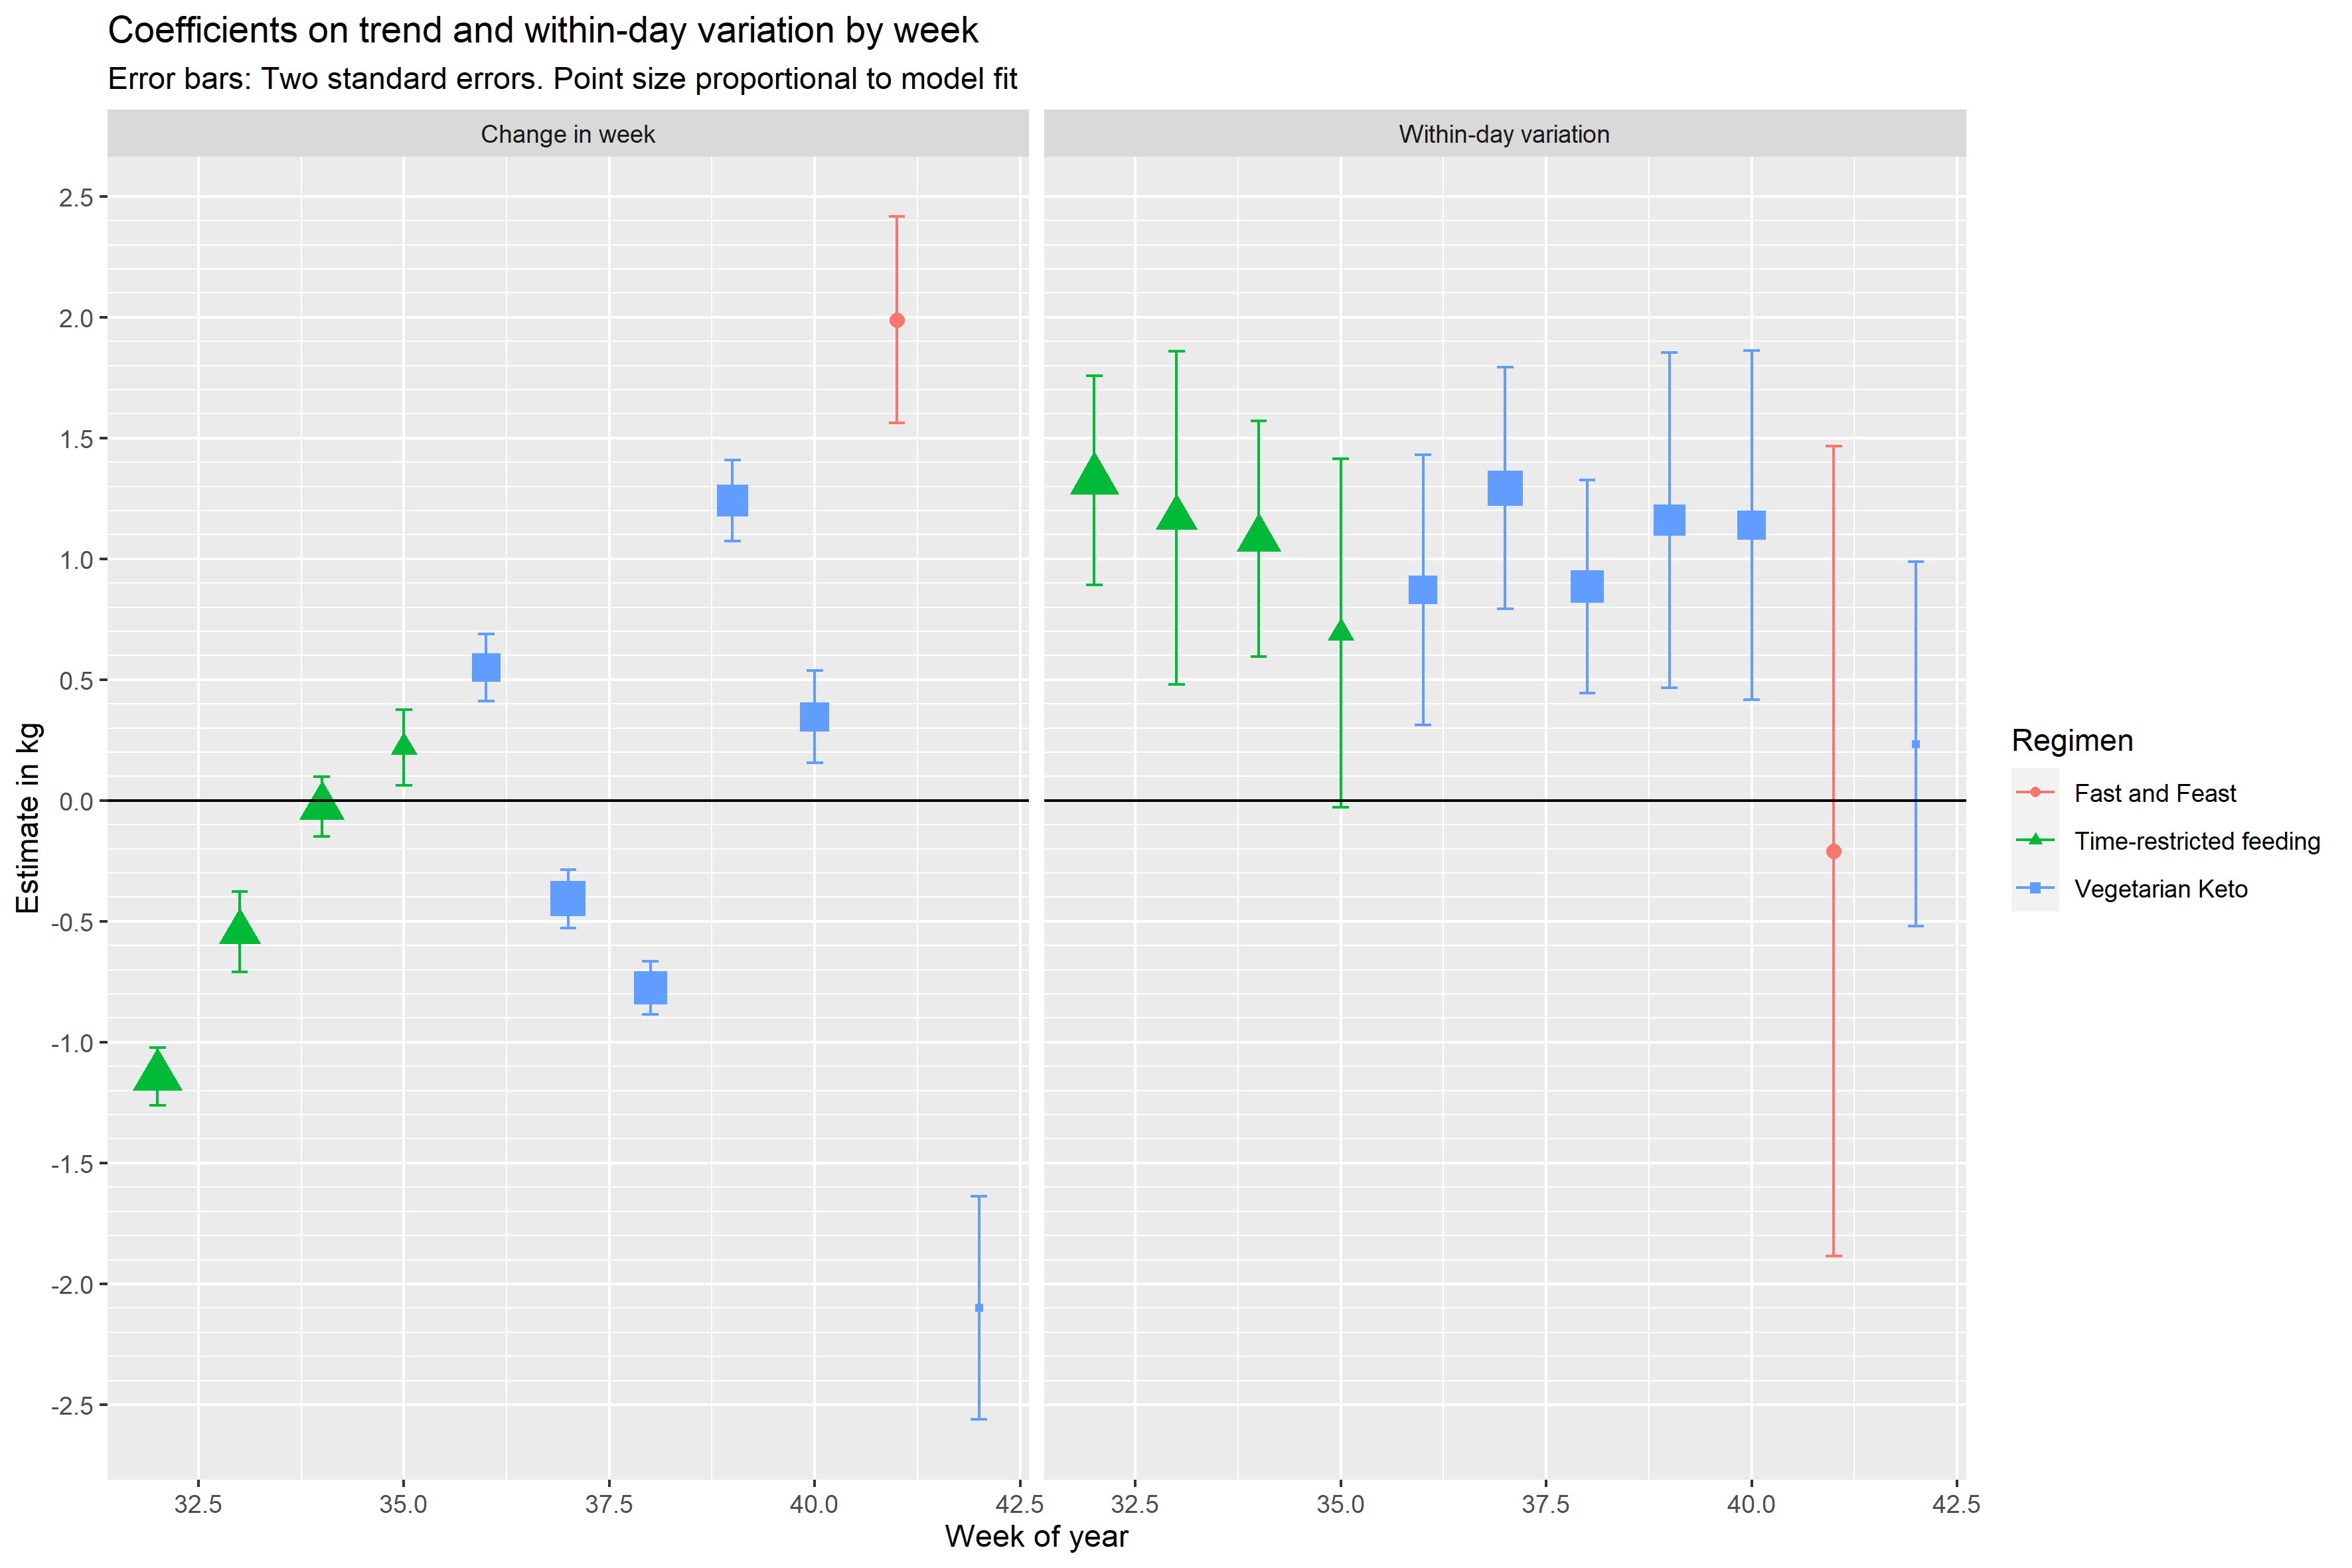 Coefficients on trend and within-day variation by week
Error bars: Two standard errors. Point size proportional to model fit
Change in week
Within-day variation
2.5
2.0
1.5
1.0
0.5
0.0
-0.5
-1.0
-1.5
-2.0
-2.5
Estimate in kg
32.5 35.0 37.5 40.0 42.5
32.5 35.0 37.5 40.0 42.5
Week of year
Regimen
Fast and Feast
Time-restricted feeding
Vegetarian Keto